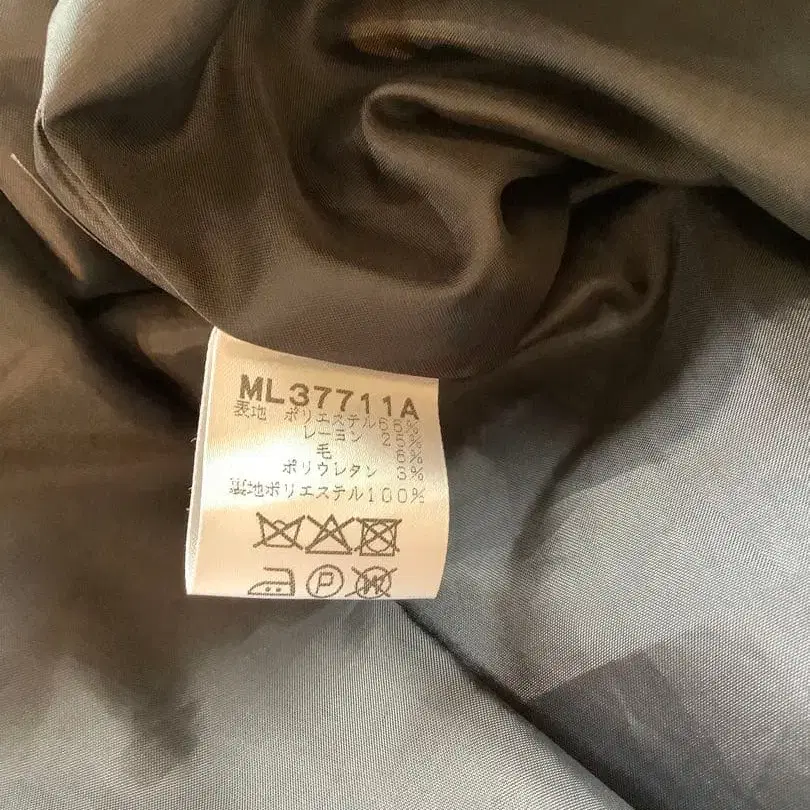 ML37711A
表地 ポリエステル66%
レーヨン 25%
毛 6%
ポリウレタン 3%
裏地ポリエステル100%
P
W